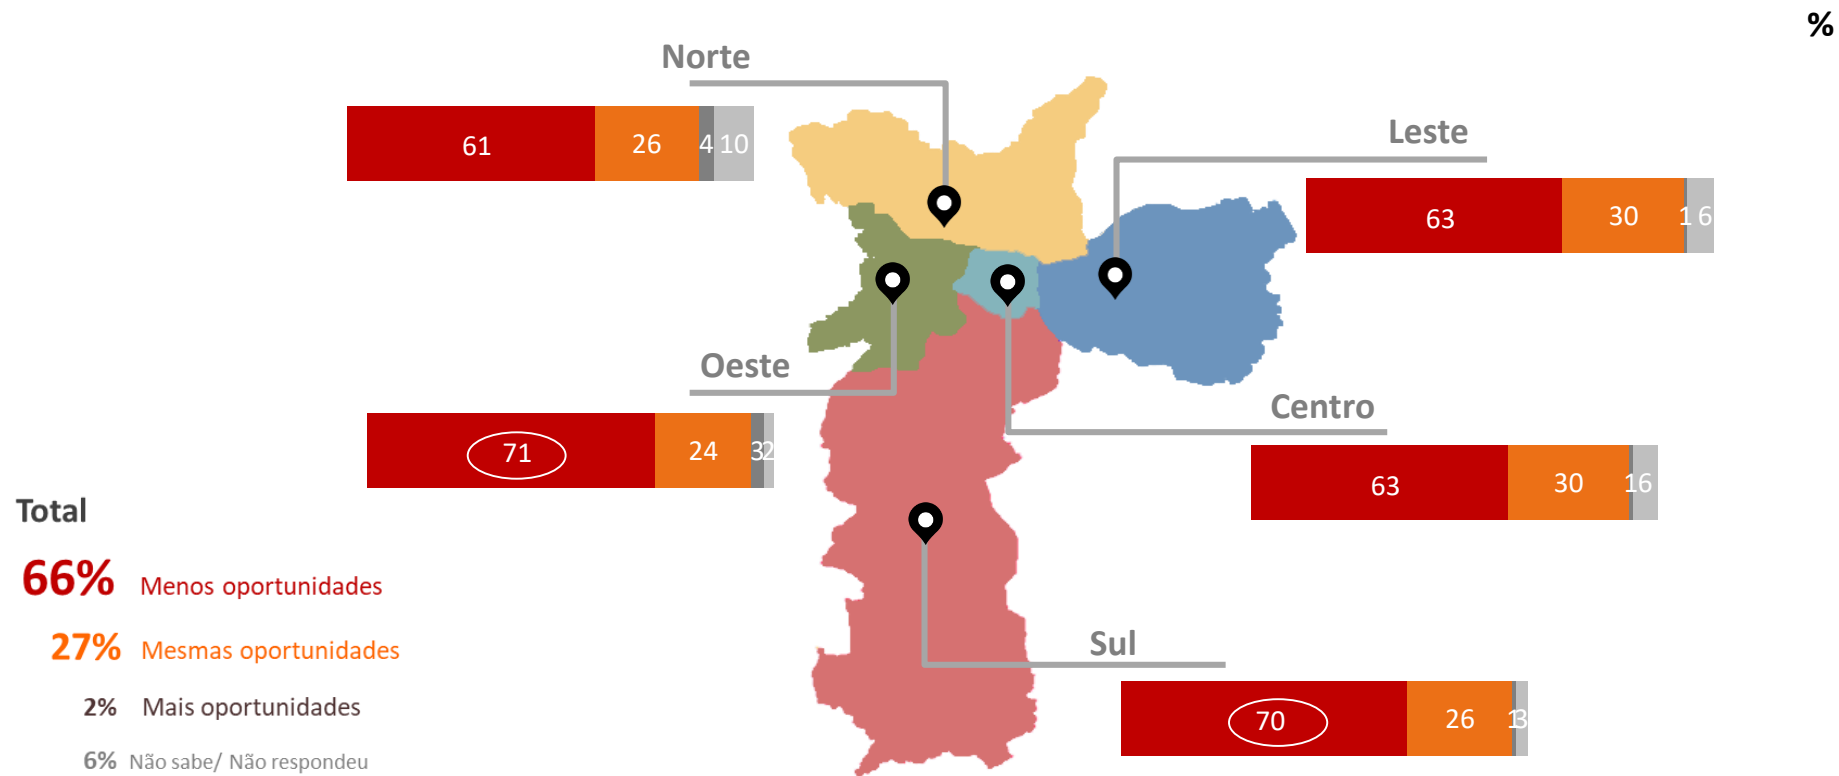 %
Norte
61 26 4 10
Leste
63 30 1 6
Oeste
71 24 3 2
Centro
63 30 1 6
Total
66% Menos oportunidades
27% Mesmas oportunidades
2% Mais oportunidades
6% Não sabe/ Não respondeu
Sul
70 26 1 3